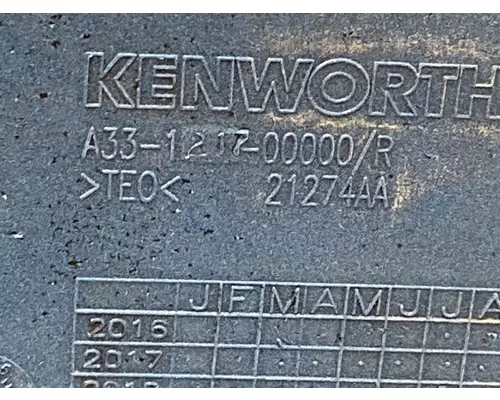 KENWORTH
A33-1217-00000/R
>TEO< 21274AA
J F M A M J J A
2016
2017